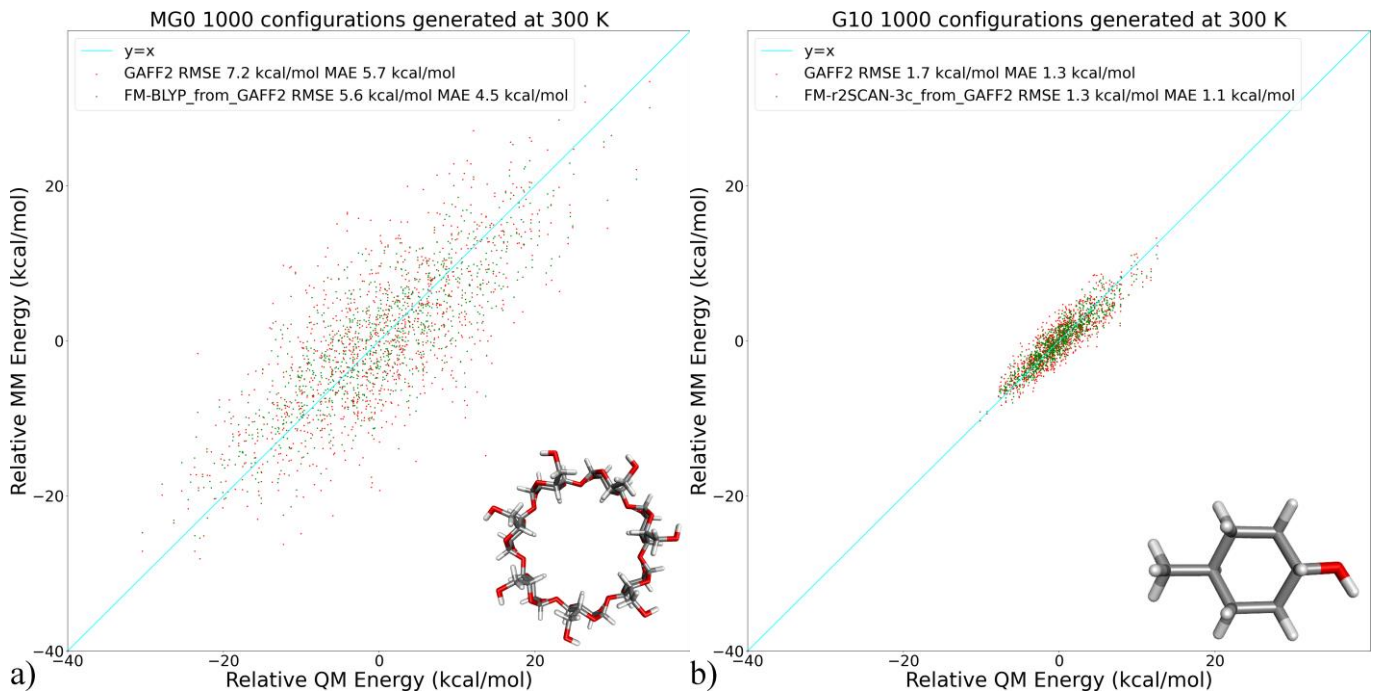 MG0 1000 configurations generated at 300 K
y=x
GAFF2 RMSE 7.2 kcal/mol MAE 5.7 kcal/mol
FM-BLYP_from_GAFF2 RMSE 5.6 kcal/mol MAE 4.5 kcal/mol
Relative MM Energy (kcal/mol)
20
0
−20
−40
−40
−20
0
20
Relative QM Energy (kcal/mol)
a)
G10 1000 configurations generated at 300 K
y=x
GAFF2 RMSE 1.7 kcal/mol MAE 1.3 kcal/mol
FM-r2SCAN-3c_from_GAFF2 RMSE 1.3 kcal/mol MAE 1.1 kcal/mol
Relative MM Energy (kcal/mol)
20
0
−20
−40
−40
−20
0
20
Relative QM Energy (kcal/mol)
b)